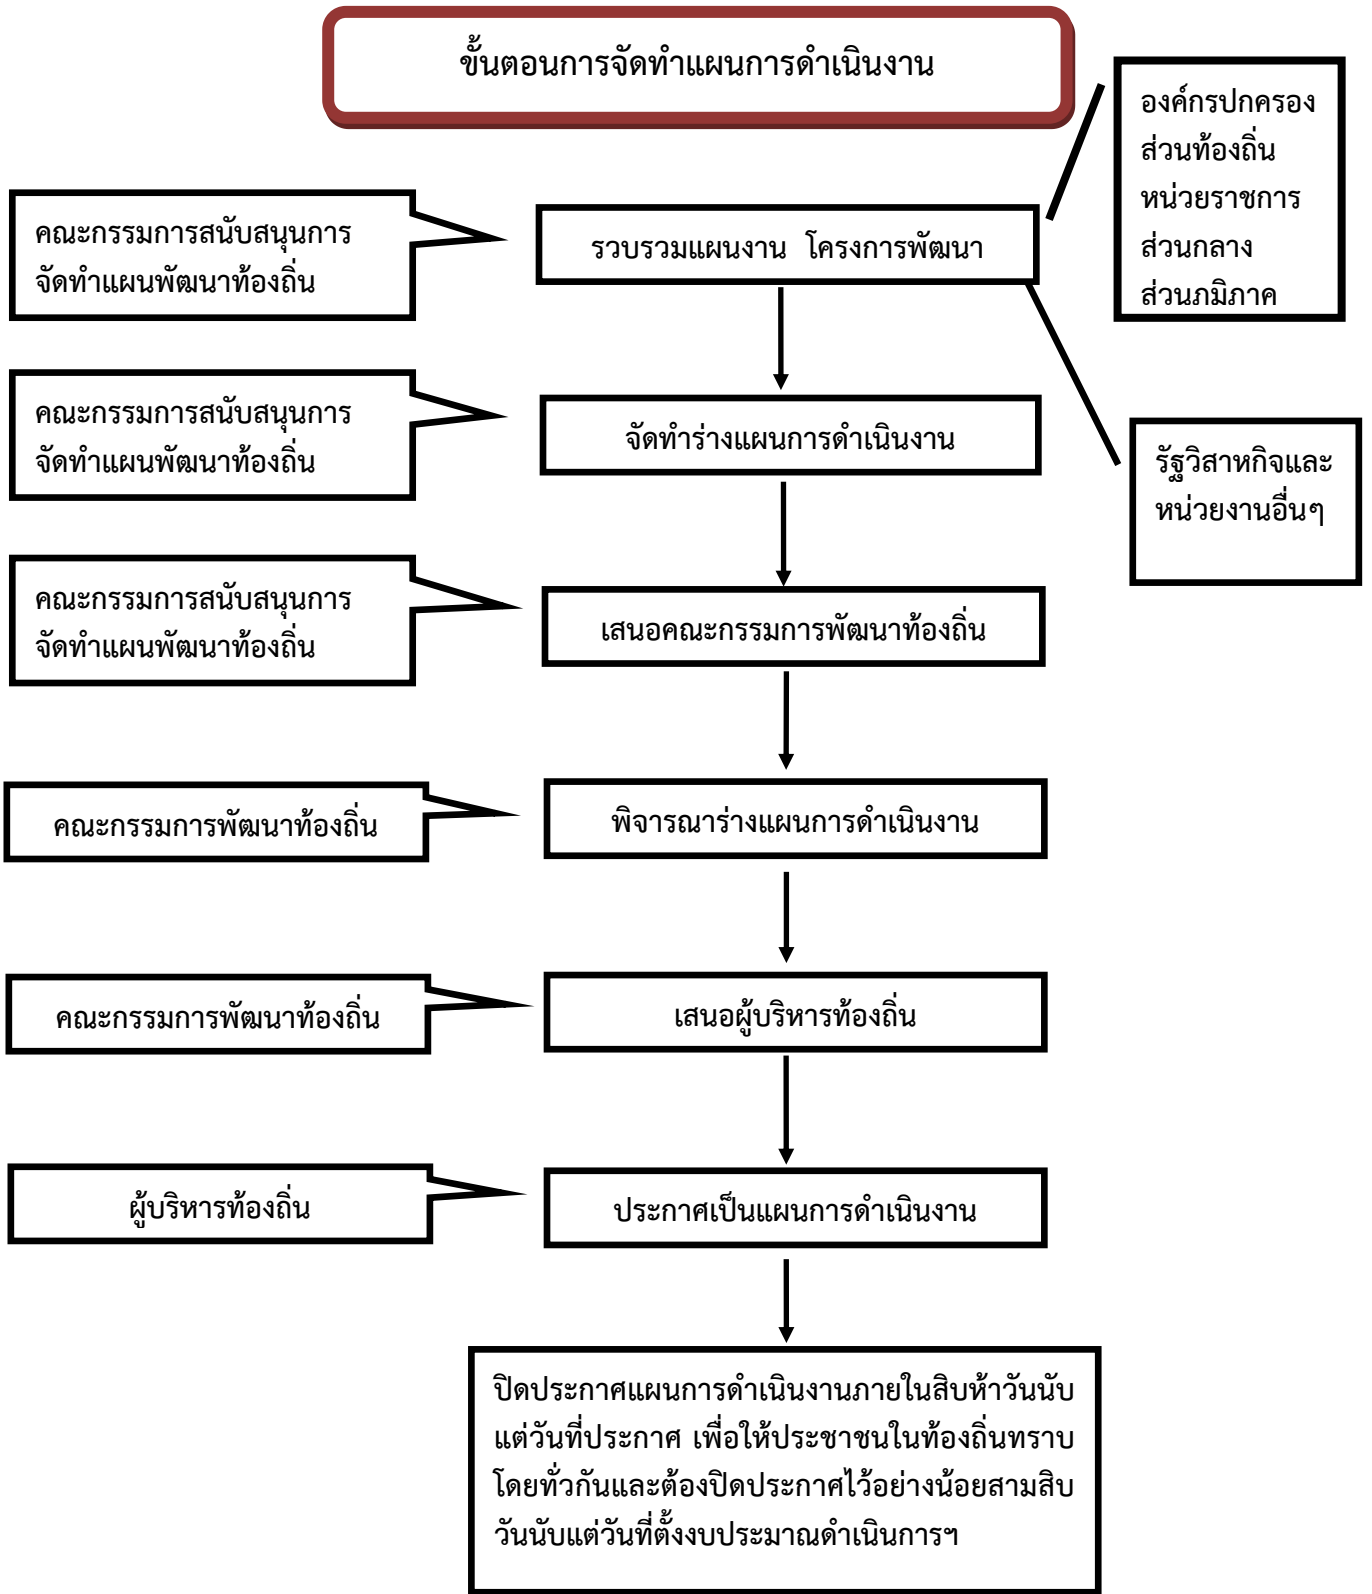 ขั้นตอนการจัดทำแผนการดำเนินงาน
องค์กรปกครอง
ส่วนท้องถิ่น
หน่วยราชการ
ส่วนกลาง
ส่วนภมิภาค
คณะกรรมการสนับสนุนการ
จัดทำแผนพัฒนาท้องถิ่น
รวบรวมแผนงาน โครงการพัฒนา
คณะกรรมการสนับสนุนการ
จัดทำแผนพัฒนาท้องถิ่น
จัดทำร่างแผนการดำเนินงาน
รัฐวิสาหกิจและ
หน่วยงานอื่นๆ
คณะกรรมการสนับสนุนการ
จัดทำแผนพัฒนาท้องถิ่น
เสนอคณะกรรมการพัฒนาท้องถิ่น
คณะกรรมการพัฒนาท้องถิ่น
พิจารณาร่างแผนการดำเนินงาน
คณะกรรมการพัฒนาท้องถิ่น
เสนอผู้บริหารท้องถิ่น
ผู้บริหารท้องถิ่น
ประกาศเป็นแผนการดำเนินงาน
ปิดประกาศแผนการดำเนินงานภายในสิบห้าวันนับ
แต่วันที่ประกาศ เพื่อให้ประชาชนในท้องถิ่นทราบ
โดยทั่วกันและต้องปิดประกาศไว้อย่างน้อยสามสิบ
วันนับแต่วันที่ตั้งงบประมาณดำเนินการฯ